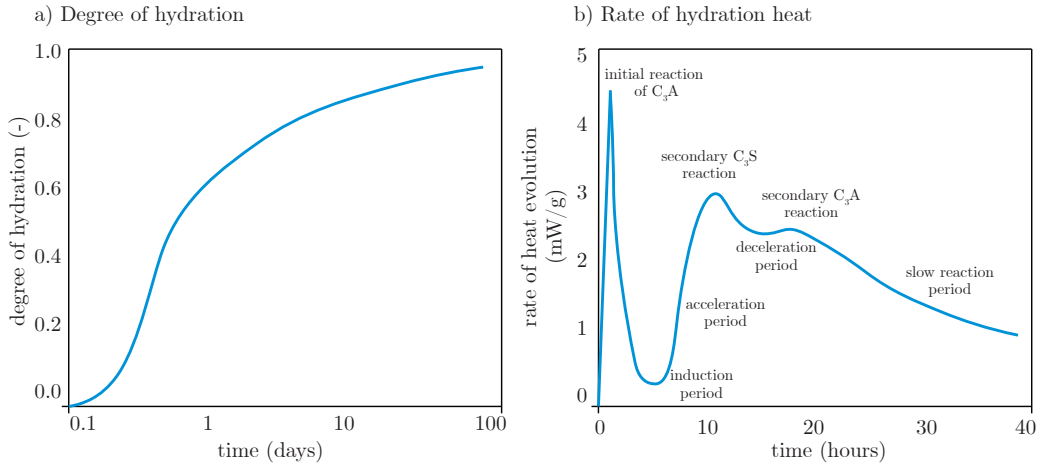 a) Degree of hydration
1.0
0.8
0.6
0.4
0.2
0.0
degree of hydration (-)
0.1
1
10
100
time (days)
b) Rate of hydration heat
5
4
3
2
1
0
rate of heat evolution
(mW/g)
initial reaction
of C₃A
secondary C₃S
reaction
secondary C₃A
reaction
deceleration
period
slow reaction
period
acceleration
period
induction
period
0
10
20
30
40
time (hours)